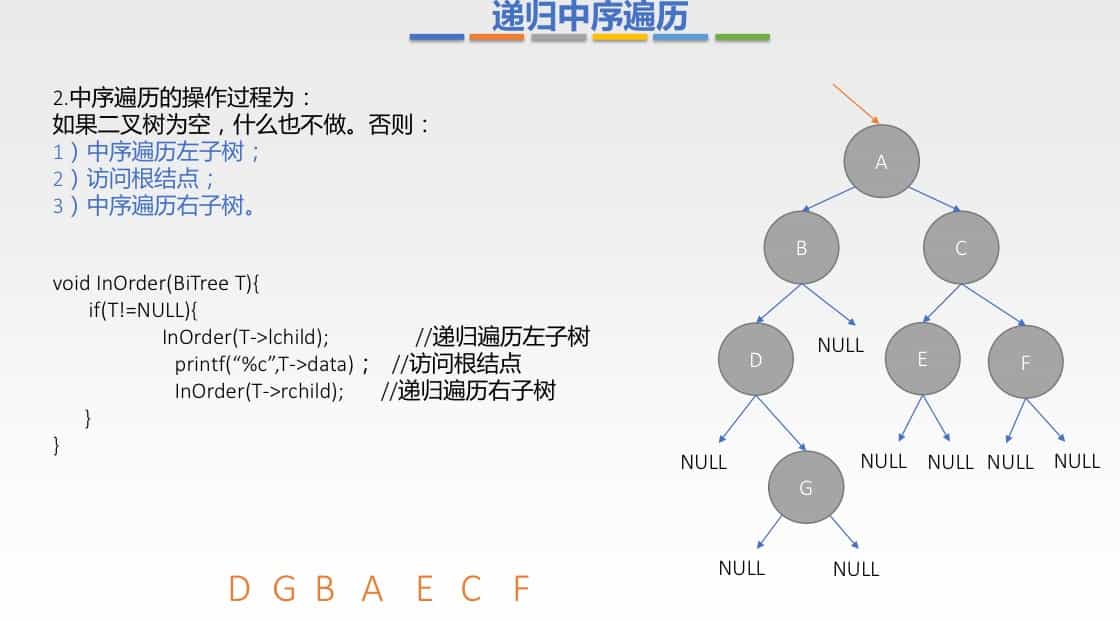 递归中序遍历
2.中序遍历的操作过程为：
如果二叉树为空，什么也不做。否则：
1）中序遍历左子树；
2）访问根结点；
3）中序遍历右子树。
void InOrder(BiTree T){
if(T!=NULL){
InOrder(T->lchild); //递归遍历左子树
printf(“%c”,T->data)； //访问根结点
InOrder(T->rchild); //递归遍历右子树
}
}
A
B C
NULL
D E F
NULL NULL NULL NULL NULL
G
NULL NULL
D G B A E C F